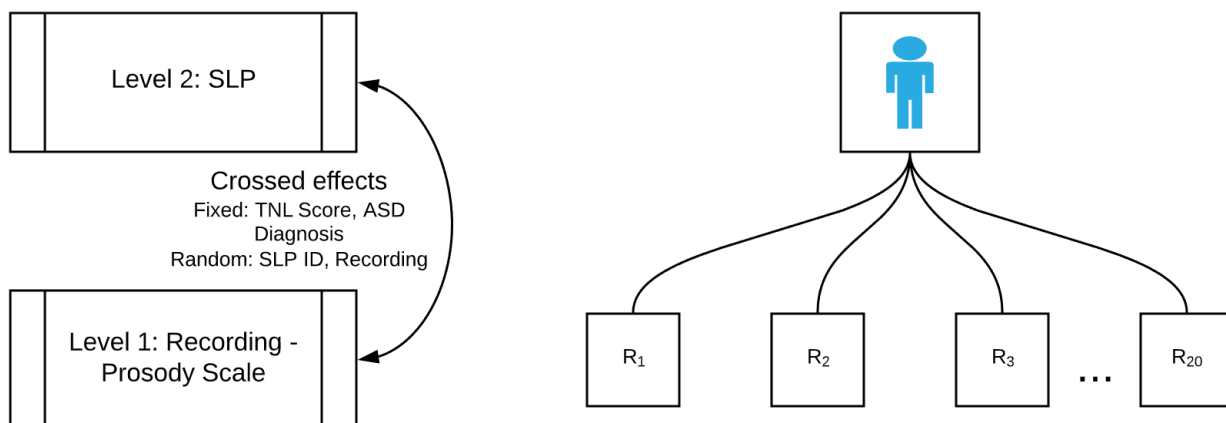 Level 2: SLP
Crossed effects
Fixed: TNL Score, ASD
Diagnosis
Random: SLP ID, Recording
Level 1: Recording -
Prosody Scale
R₁
R₂
R₃
...
R₂₀